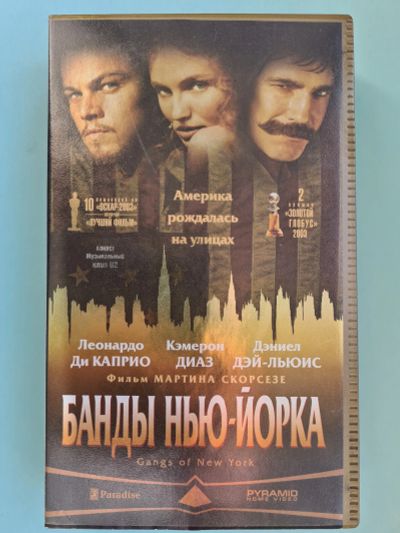 10 номинаций на
"ОСКАР-2003"
"ЛУЧШИЙ ФИЛЬМ"
Америка
рождалась
на улицах
2
"ЗОЛОТОЙ
ГЛОБУС"
2003
Музыкальный
клип U2
Леонардо Кэмерон Дэниел
Ди КАПРИО ДИАЗ ДЭЙ-ЛЬЮИС
Фильм МАРТИНА СКОРСЕЗЕ
БАНДЫ НЬЮ-ЙОРКА
Gangs of New York
Paradise
PYRAMID
HOME VIDEO